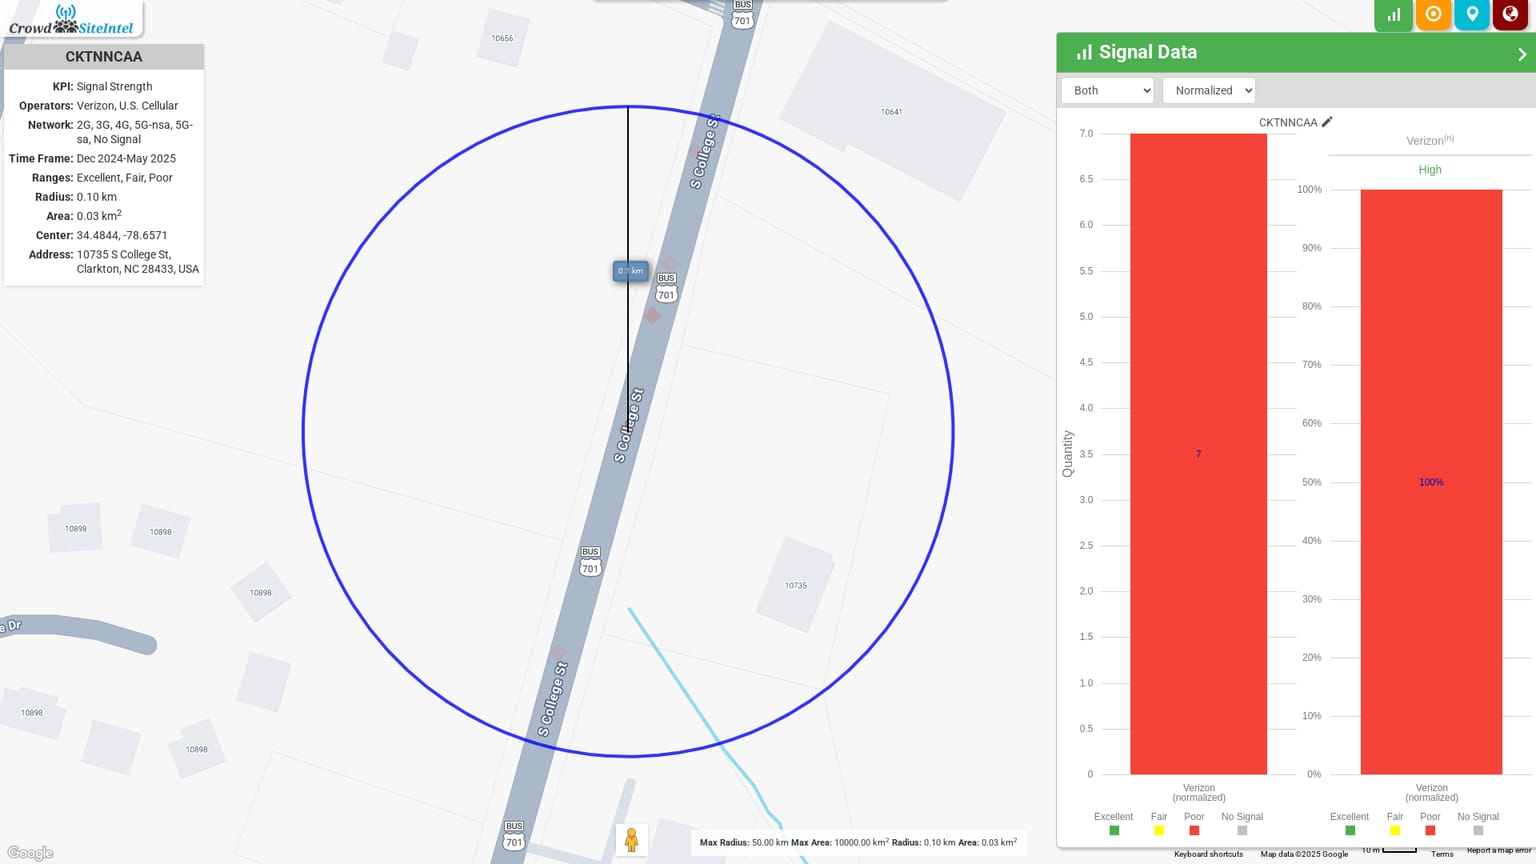 CrowdSiteIntel
CKTNNCAA
KPI: Signal Strength
Operators: Verizon, U.S. Cellular
Network: 2G, 3G, 4G, 5G-nsa, 5G-
sa, No Signal
Time Frame: Dec 2024-May 2025
Ranges: Excellent, Fair, Poor
Radius: 0.10 km
Area: 0.03 km²
Center: 34.4844, -78.6571
Address: 10735 S College St,
Clarkton, NC 28433, USA
BUS
701
10656
10641
S College St
0.1 km
BUS
701
S College St
BUS
701
10735
10898
10898
10898
e Dr
S College St
10898
10898
BUS
701
Google
Max Radius: 50.00 km Max Area: 10000.00 km² Radius: 0.10 km Area: 0.03 km²
Signal Data
Both
Normalized
CKTNNCAA
Quantity
7.0
6.5
6.0
5.5
5.0
4.5
4.0
3.5
3.0
2.5
2.0
1.5
1.0
0.5
0
7
Verizon
(normalized)
Excellent Fair Poor No Signal
Verizon(n)
High
100%
90%
80%
70%
60%
50%
40%
30%
20%
10%
0%
100%
Verizon
(normalized)
Excellent Fair Poor No Signal
Keyboard shortcuts Map data ©2025 Google 10 m Terms Report a map error